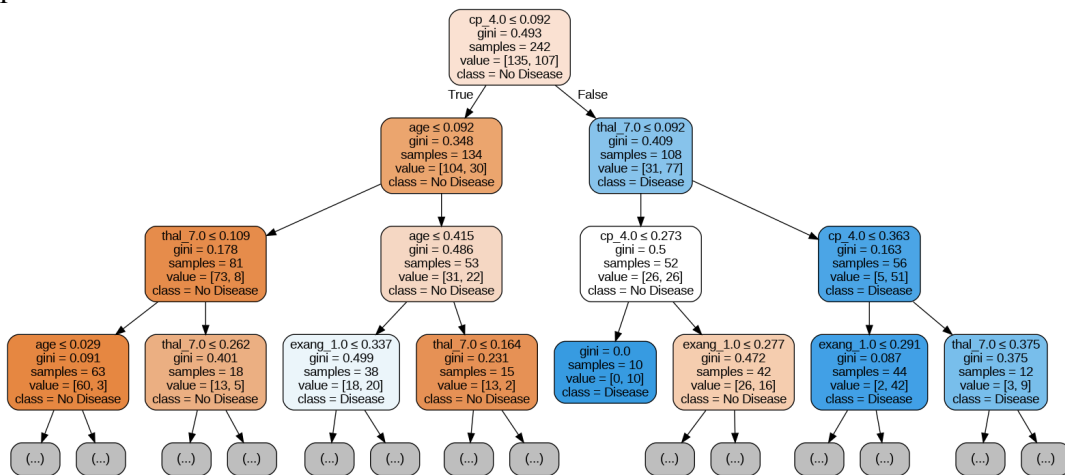 cp_4.0 ≤ 0.092
gini = 0.493
samples = 242
value = [135, 107]
class = No Disease
True
False
age ≤ 0.092
gini = 0.348
samples = 134
value = [104, 30]
class = No Disease
thal_7.0 ≤ 0.092
gini = 0.409
samples = 108
value = [31, 77]
class = Disease
thal_7.0 ≤ 0.109
gini = 0.178
samples = 81
value = [73, 8]
class = No Disease
age ≤ 0.415
gini = 0.486
samples = 53
value = [31, 22]
class = No Disease
cp_4.0 ≤ 0.273
gini = 0.5
samples = 52
value = [26, 26]
class = No Disease
cp_4.0 ≤ 0.363
gini = 0.163
samples = 56
value = [5, 51]
class = Disease
age ≤ 0.029
gini = 0.091
samples = 63
value = [60, 3]
class = No Disease
thal_7.0 ≤ 0.262
gini = 0.401
samples = 18
value = [13, 5]
class = No Disease
exang_1.0 ≤ 0.337
gini = 0.499
samples = 38
value = [18, 20]
class = Disease
thal_7.0 ≤ 0.164
gini = 0.231
samples = 15
value = [13, 2]
class = No Disease
gini = 0.0
samples = 10
value = [0, 10]
class = Disease
exang_1.0 ≤ 0.277
gini = 0.472
samples = 42
value = [26, 16]
class = No Disease
exang_1.0 ≤ 0.291
gini = 0.087
samples = 44
value = [2, 42]
class = Disease
thal_7.0 ≤ 0.375
gini = 0.375
samples = 12
value = [3, 9]
class = Disease
(...)
(...)
(...)
(...)
(...)
(...)
(...)
(...)
(...)
(...)
(...)
(...)
(...)
(...)